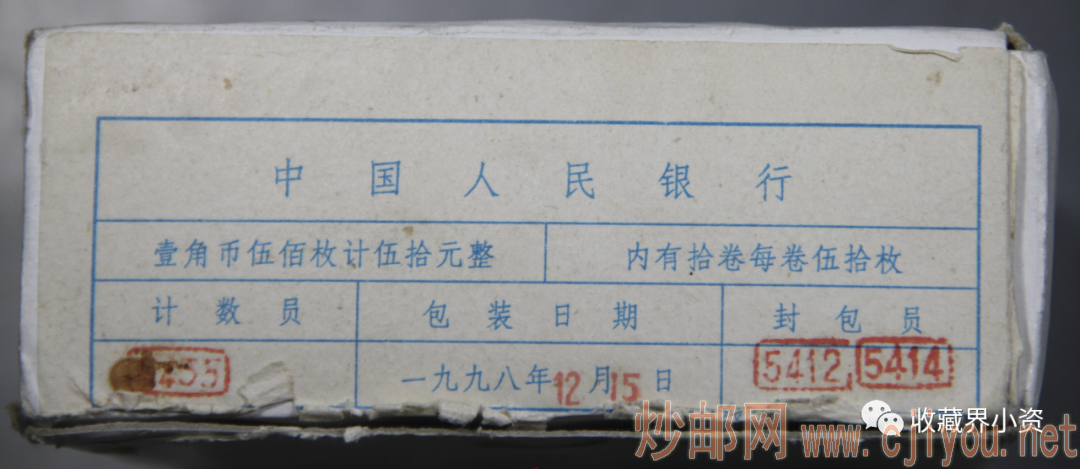 中国人民银行
壹角币伍佰枚计伍拾元整 内有拾卷每卷伍拾枚
计数员 包装日期 封包员
455 一九九八年12月15日 5412 5414
炒邮网 www.cjiyou.net
收藏界小资